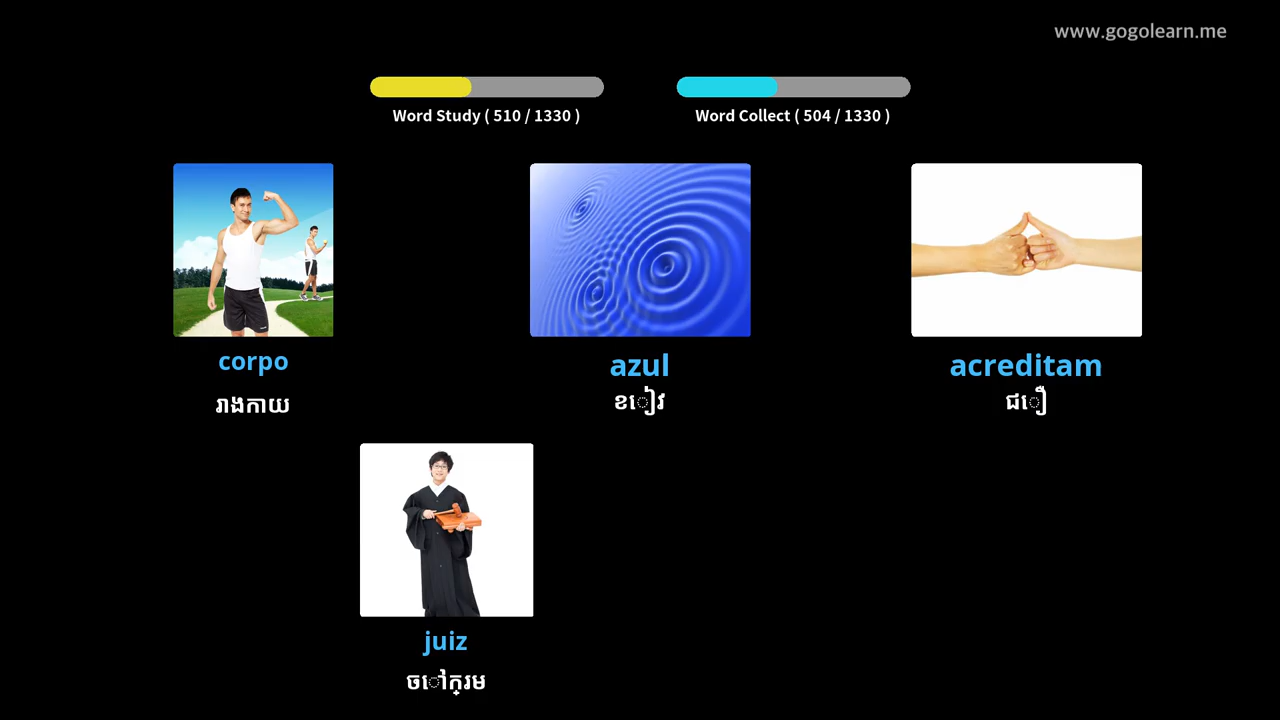 www.gogolearn.me
Word Study ( 510 / 1330 )
Word Collect ( 504 / 1330 )
corpo
រាងកាយ
azul
ខៀវ
acreditam
ជឿ
juiz
ចៅក្រម